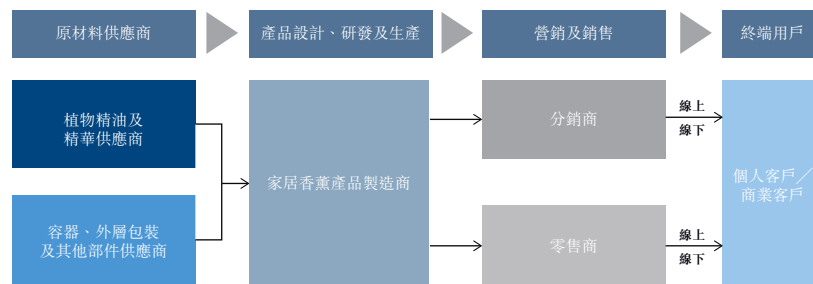 原材料供應商
產品設計、研發及生產
營銷及銷售
終端用戶
植物精油及
精華供應商
容器、外層包裝
及其他部件供應商
家居香薰產品製造商
分銷商
零售商
線上
線下
線上
線下
個人客戶／
商業客戶